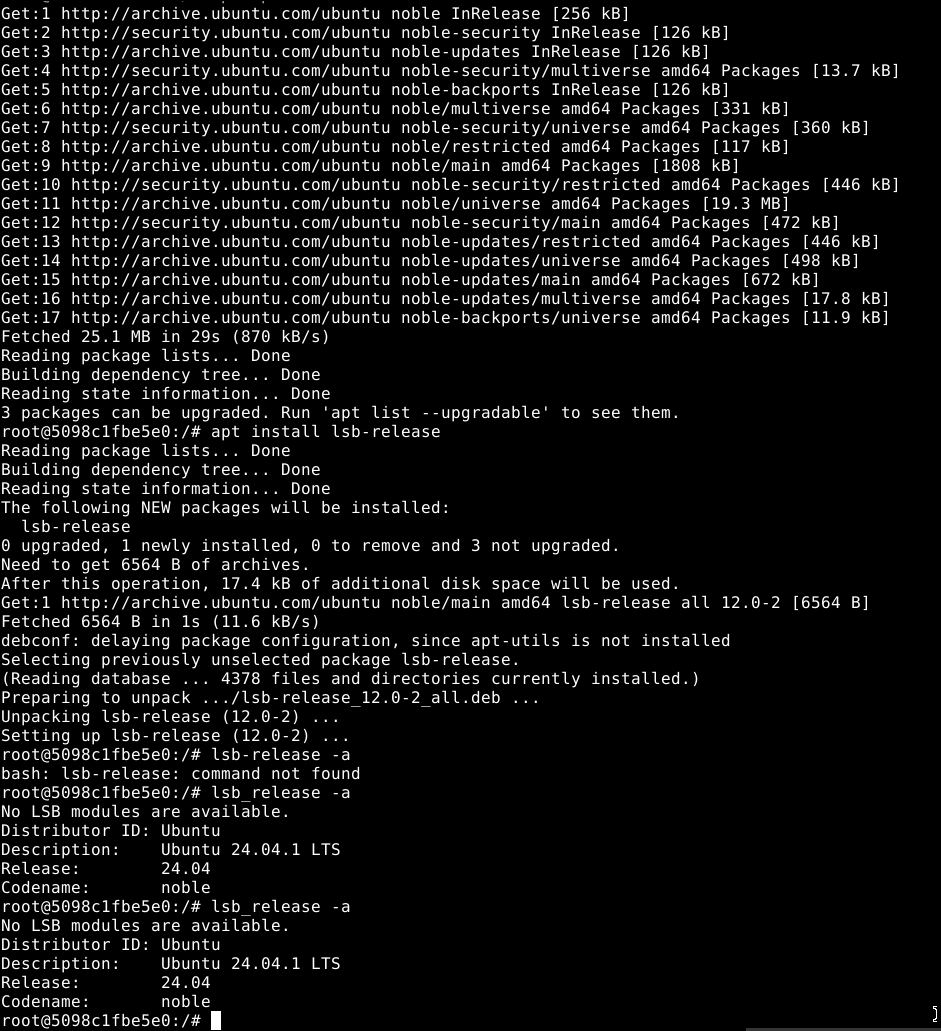 Get:1 http://archive.ubuntu.com/ubuntu noble InRelease [256 kB]
Get:2 http://security.ubuntu.com/ubuntu noble-security InRelease [126 kB]
Get:3 http://archive.ubuntu.com/ubuntu noble-updates InRelease [126 kB]
Get:4 http://security.ubuntu.com/ubuntu noble-security/multiverse amd64 Packages [13.7 kB]
Get:5 http://archive.ubuntu.com/ubuntu noble-backports InRelease [126 kB]
Get:6 http://archive.ubuntu.com/ubuntu noble/multiverse amd64 Packages [331 kB]
Get:7 http://security.ubuntu.com/ubuntu noble-security/universe amd64 Packages [360 kB]
Get:8 http://archive.ubuntu.com/ubuntu noble/restricted amd64 Packages [117 kB]
Get:9 http://archive.ubuntu.com/ubuntu noble/main amd64 Packages [1808 kB]
Get:10 http://security.ubuntu.com/ubuntu noble-security/restricted amd64 Packages [446 kB]
Get:11 http://archive.ubuntu.com/ubuntu noble/universe amd64 Packages [19.3 MB]
Get:12 http://security.ubuntu.com/ubuntu noble-security/main amd64 Packages [472 kB]
Get:13 http://archive.ubuntu.com/ubuntu noble-updates/restricted amd64 Packages [446 kB]
Get:14 http://archive.ubuntu.com/ubuntu noble-updates/universe amd64 Packages [498 kB]
Get:15 http://archive.ubuntu.com/ubuntu noble-updates/main amd64 Packages [672 kB]
Get:16 http://archive.ubuntu.com/ubuntu noble-updates/multiverse amd64 Packages [17.8 kB]
Get:17 http://archive.ubuntu.com/ubuntu noble-backports/universe amd64 Packages [11.9 kB]
Fetched 25.1 MB in 29s (870 kB/s)
Reading package lists... Done
Building dependency tree... Done
Reading state information... Done
3 packages can be upgraded. Run 'apt list --upgradable' to see them.
root@5098c1fbe5e0:/# apt install lsb-release
Reading package lists... Done
Building dependency tree... Done
Reading state information... Done
The following NEW packages will be installed:
  lsb-release
0 upgraded, 1 newly installed, 0 to remove and 3 not upgraded.
Need to get 6564 B of archives.
After this operation, 17.4 kB of additional disk space will be used.
Get:1 http://archive.ubuntu.com/ubuntu noble/main amd64 lsb-release all 12.0-2 [6564 B]
Fetched 6564 B in 1s (11.6 kB/s)
debconf: delaying package configuration, since apt-utils is not installed
Selecting previously unselected package lsb-release.
(Reading database ... 4378 files and directories currently installed.)
Preparing to unpack .../lsb-release_12.0-2_all.deb ...
Unpacking lsb-release (12.0-2) ...
Setting up lsb-release (12.0-2) ...
root@5098c1fbe5e0:/# lsb-release -a
bash: lsb-release: command not found
root@5098c1fbe5e0:/# lsb_release -a
No LSB modules are available.
Distributor ID: Ubuntu
Description:    Ubuntu 24.04.1 LTS
Release:        24.04
Codename:       noble
root@5098c1fbe5e0:/# lsb_release -a
No LSB modules are available.
Distributor ID: Ubuntu
Description:    Ubuntu 24.04.1 LTS
Release:        24.04
Codename:       noble
root@5098c1fbe5e0:/#